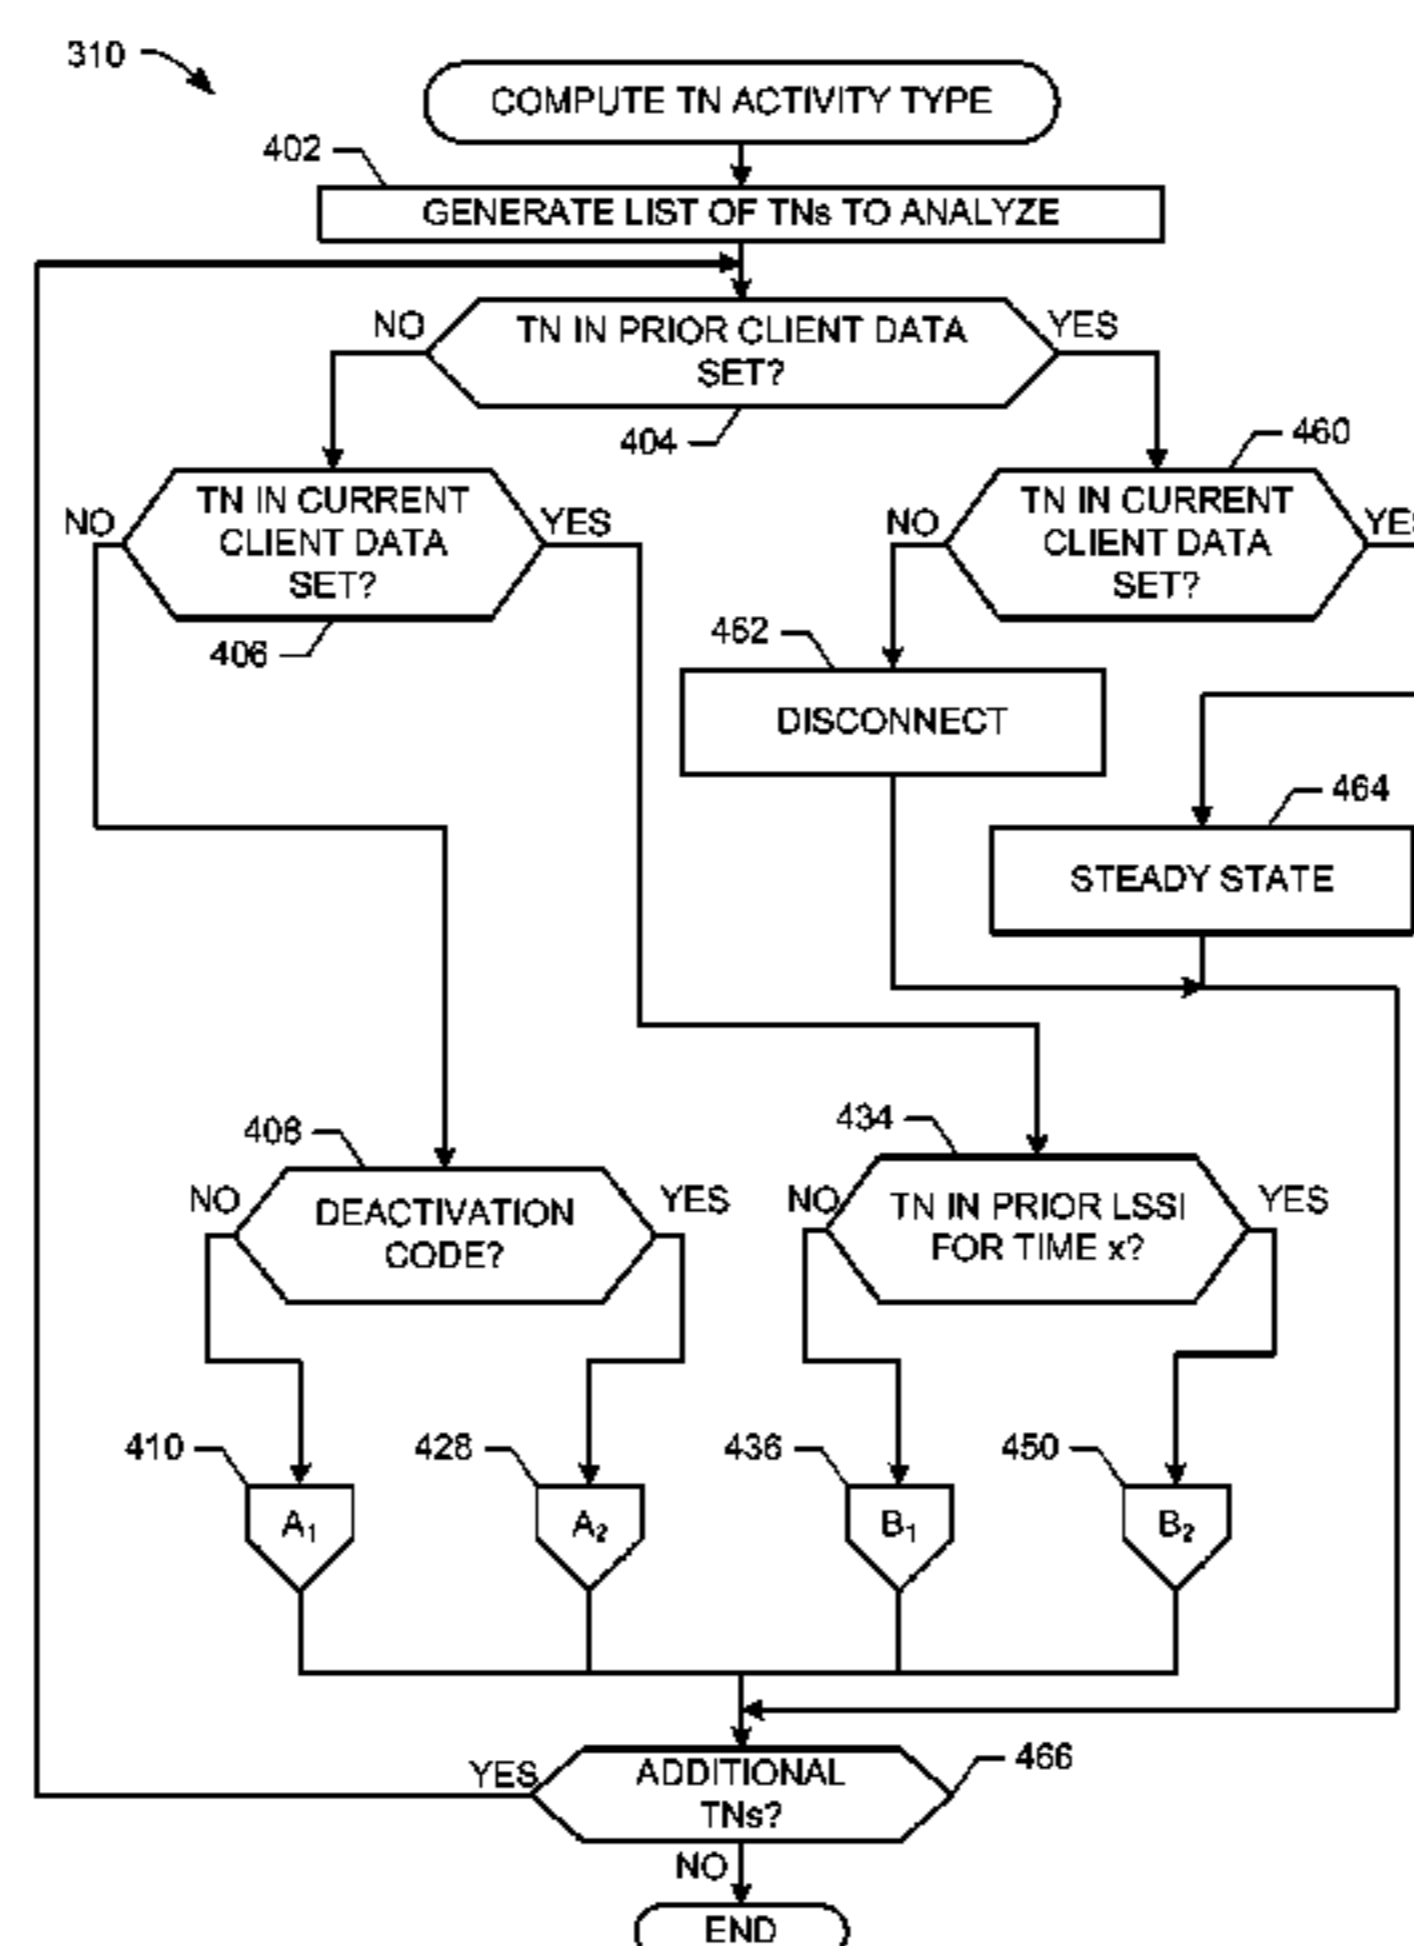 310
COMPUTE TN ACTIVITY TYPE
402
GENERATE LIST OF TNs TO ANALYZE
NO
TN IN PRIOR CLIENT DATA
SET?
YES
404
460
NO
TN IN CURRENT
CLIENT DATA
SET?
YES
406
NO
TN IN CURRENT
CLIENT DATA
SET?
YES
462
DISCONNECT
464
STEADY STATE
408
NO
DEACTIVATION
CODE?
YES
434
NO
TN IN PRIOR LSSI
FOR TIME x?
YES
410
A₁
428
A₂
436
B₁
450
B₂
YES
ADDITIONAL
TNs?
466
NO
END